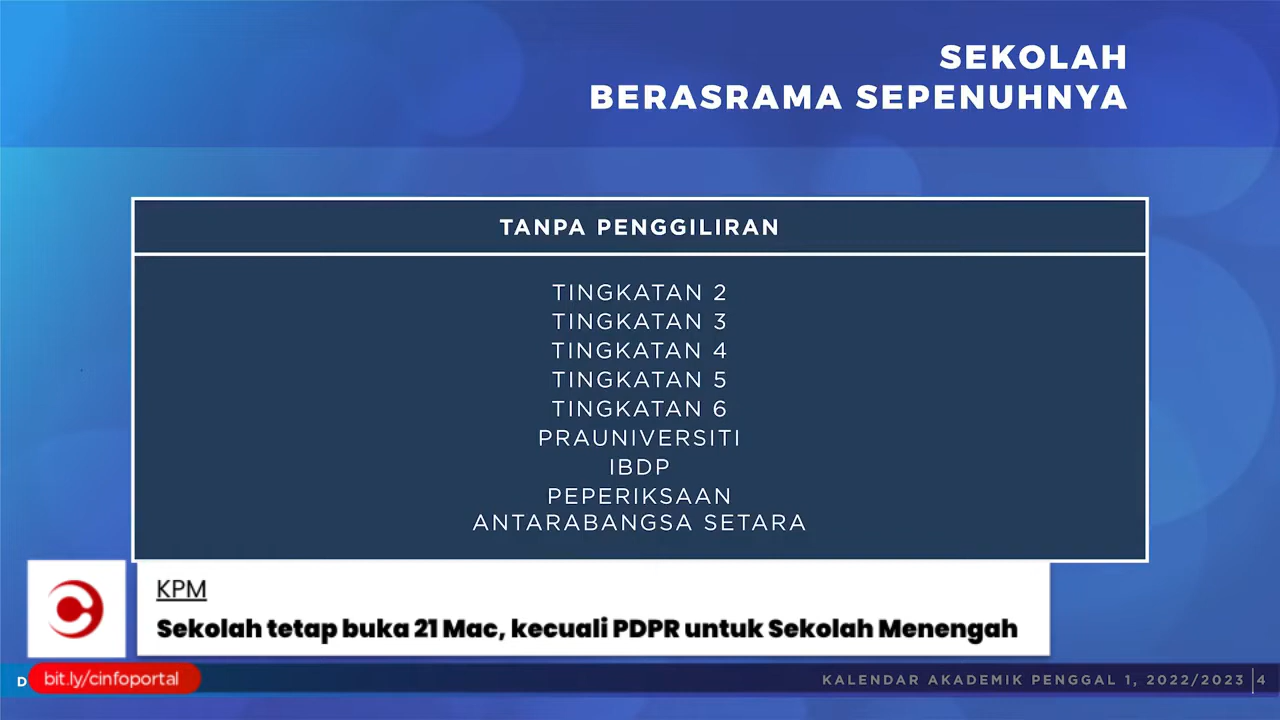 SEKOLAH
BERASRAMA SEPENUHNYA
TANPA PENGGILIRAN
TINGKATAN 2
TINGKATAN 3
TINGKATAN 4
TINGKATAN 5
TINGKATAN 6
PRAUNIVERSITI
IBDP
PEPERIKSAAN
ANTARABANGSA SETARA
KPM
Sekolah tetap buka 21 Mac, kecuali PDPR untuk Sekolah Menengah
bit.ly/cinfoportal
KALENDAR AKADEMIK PENGGAL 1, 2022/2023 | 4